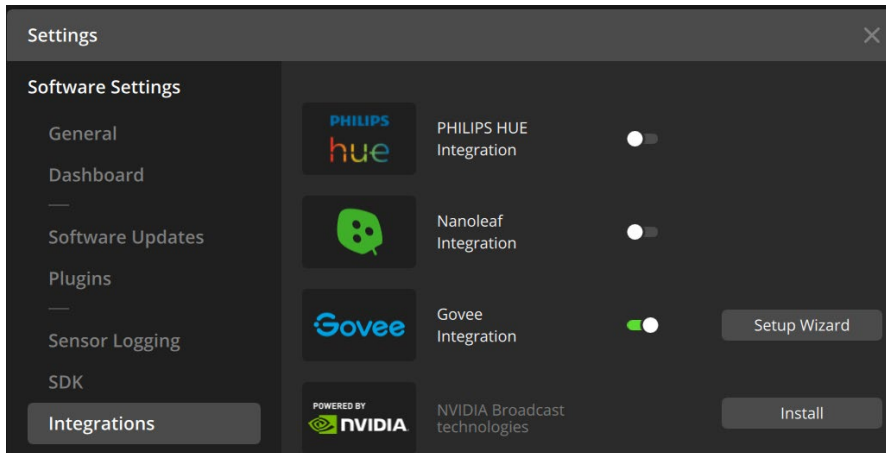 Settings
Software Settings
General
Dashboard
Software Updates
Plugins
Sensor Logging
SDK
Integrations
PHILIPS
hue
PHILIPS HUE
Integration
Nanoleaf
Integration
Govee
Govee
Integration
Setup Wizard
POWERED BY
NVIDIA.
NVIDIA Broadcast
technologies
Install